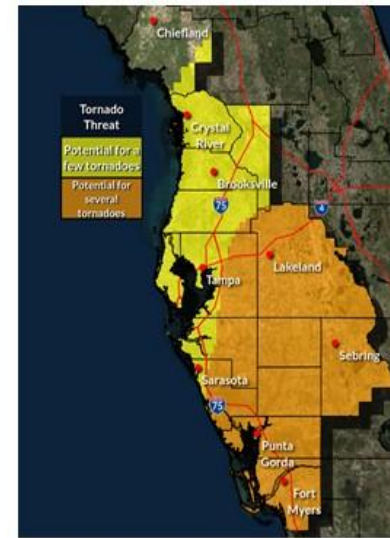 Chiefland
Tornado
Threat
Potential for a
few tornadoes
Potential for
several
tornadoes
Crystal
River
Brooksville
75
4
Tampa
Lakeland
Sebring
Sarasota
75
Punta
Gorda
Fort
Myers